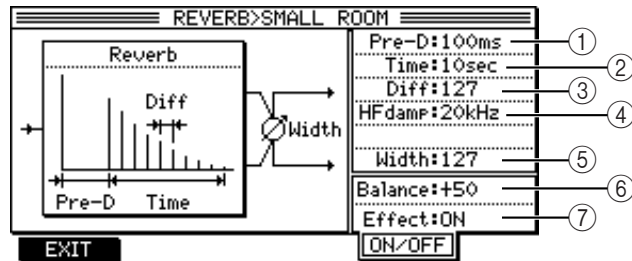 REVERB>SMALL ROOM
Reverb
Diff
Pre-D
Time
Width
Pre-D:100ms
Time:10sec
Diff:127
HFdamp:20kHz
Width:127
Balance:+50
Effect:ON
EXIT
ON/OFF
①
②
③
④
⑤
⑥
⑦